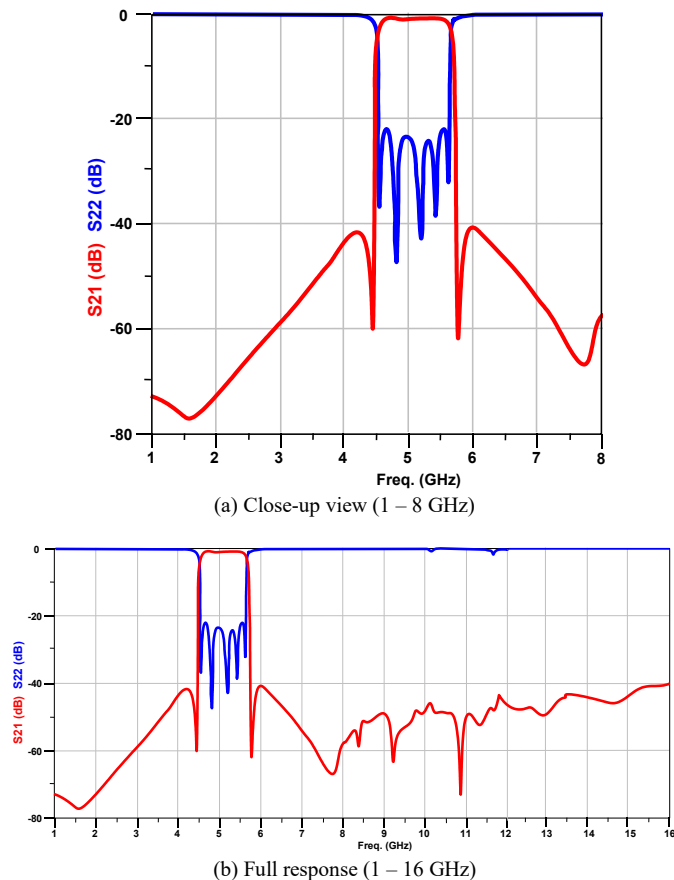 0
-20
-40
-60
-80
S21 (dB) S22 (dB)
1 2 3 4 5 6 7 8
Freq. (GHz)
(a) Close-up view (1 – 8 GHz)
0
-20
-40
-60
-80
S21 (dB) S22 (dB)
1 2 3 4 5 6 7 8 9 10 11 12 13 14 15 16
Freq. (GHz)
(b) Full response (1 – 16 GHz)